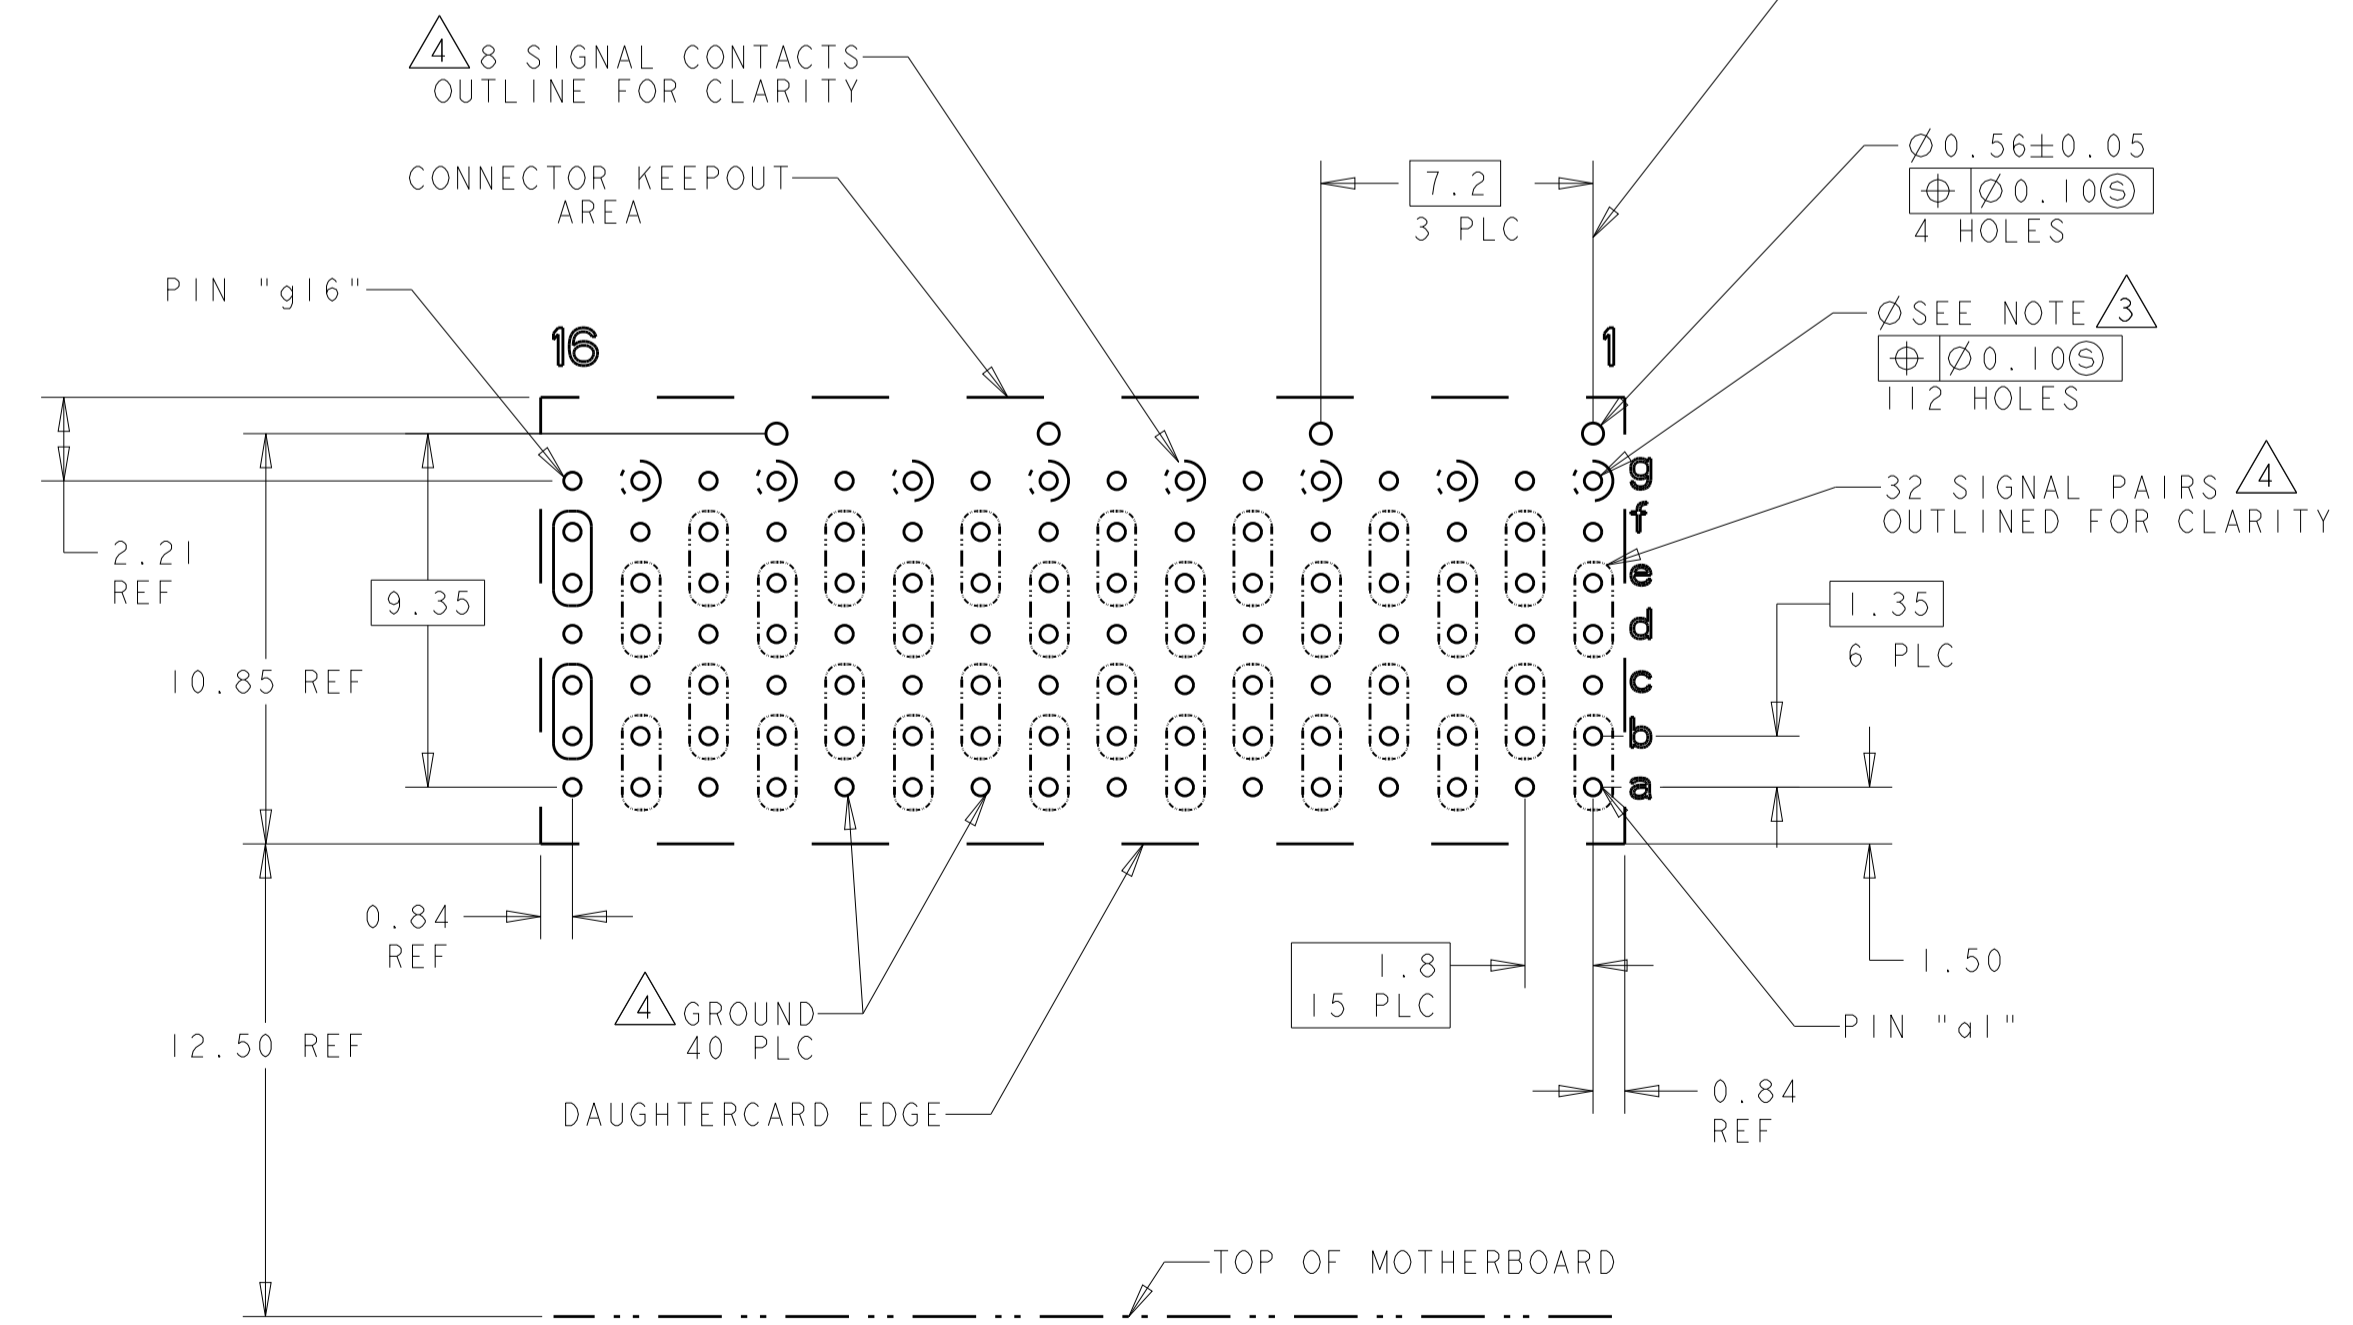 4 8 SIGNAL CONTACTS
OUTLINE FOR CLARITY
CONNECTOR KEEPOUT
AREA
PIN "g16"
16
1
7.2
3 PLC
Ø0.56±0.05
⌖ Ø0.10Ⓢ
4 HOLES
ØSEE NOTE 3
⌖ Ø0.10Ⓢ
112 HOLES
32 SIGNAL PAIRS 4
OUTLINED FOR CLARITY
g
f
e
d
c
b
a
2.21
REF
9.35
10.85 REF
1.35
6 PLC
0.84
REF
12.50 REF
4 GROUND
40 PLC
DAUGHTERCARD EDGE
1.8
15 PLC
1.50
PIN "a1"
0.84
REF
TOP OF MOTHERBOARD